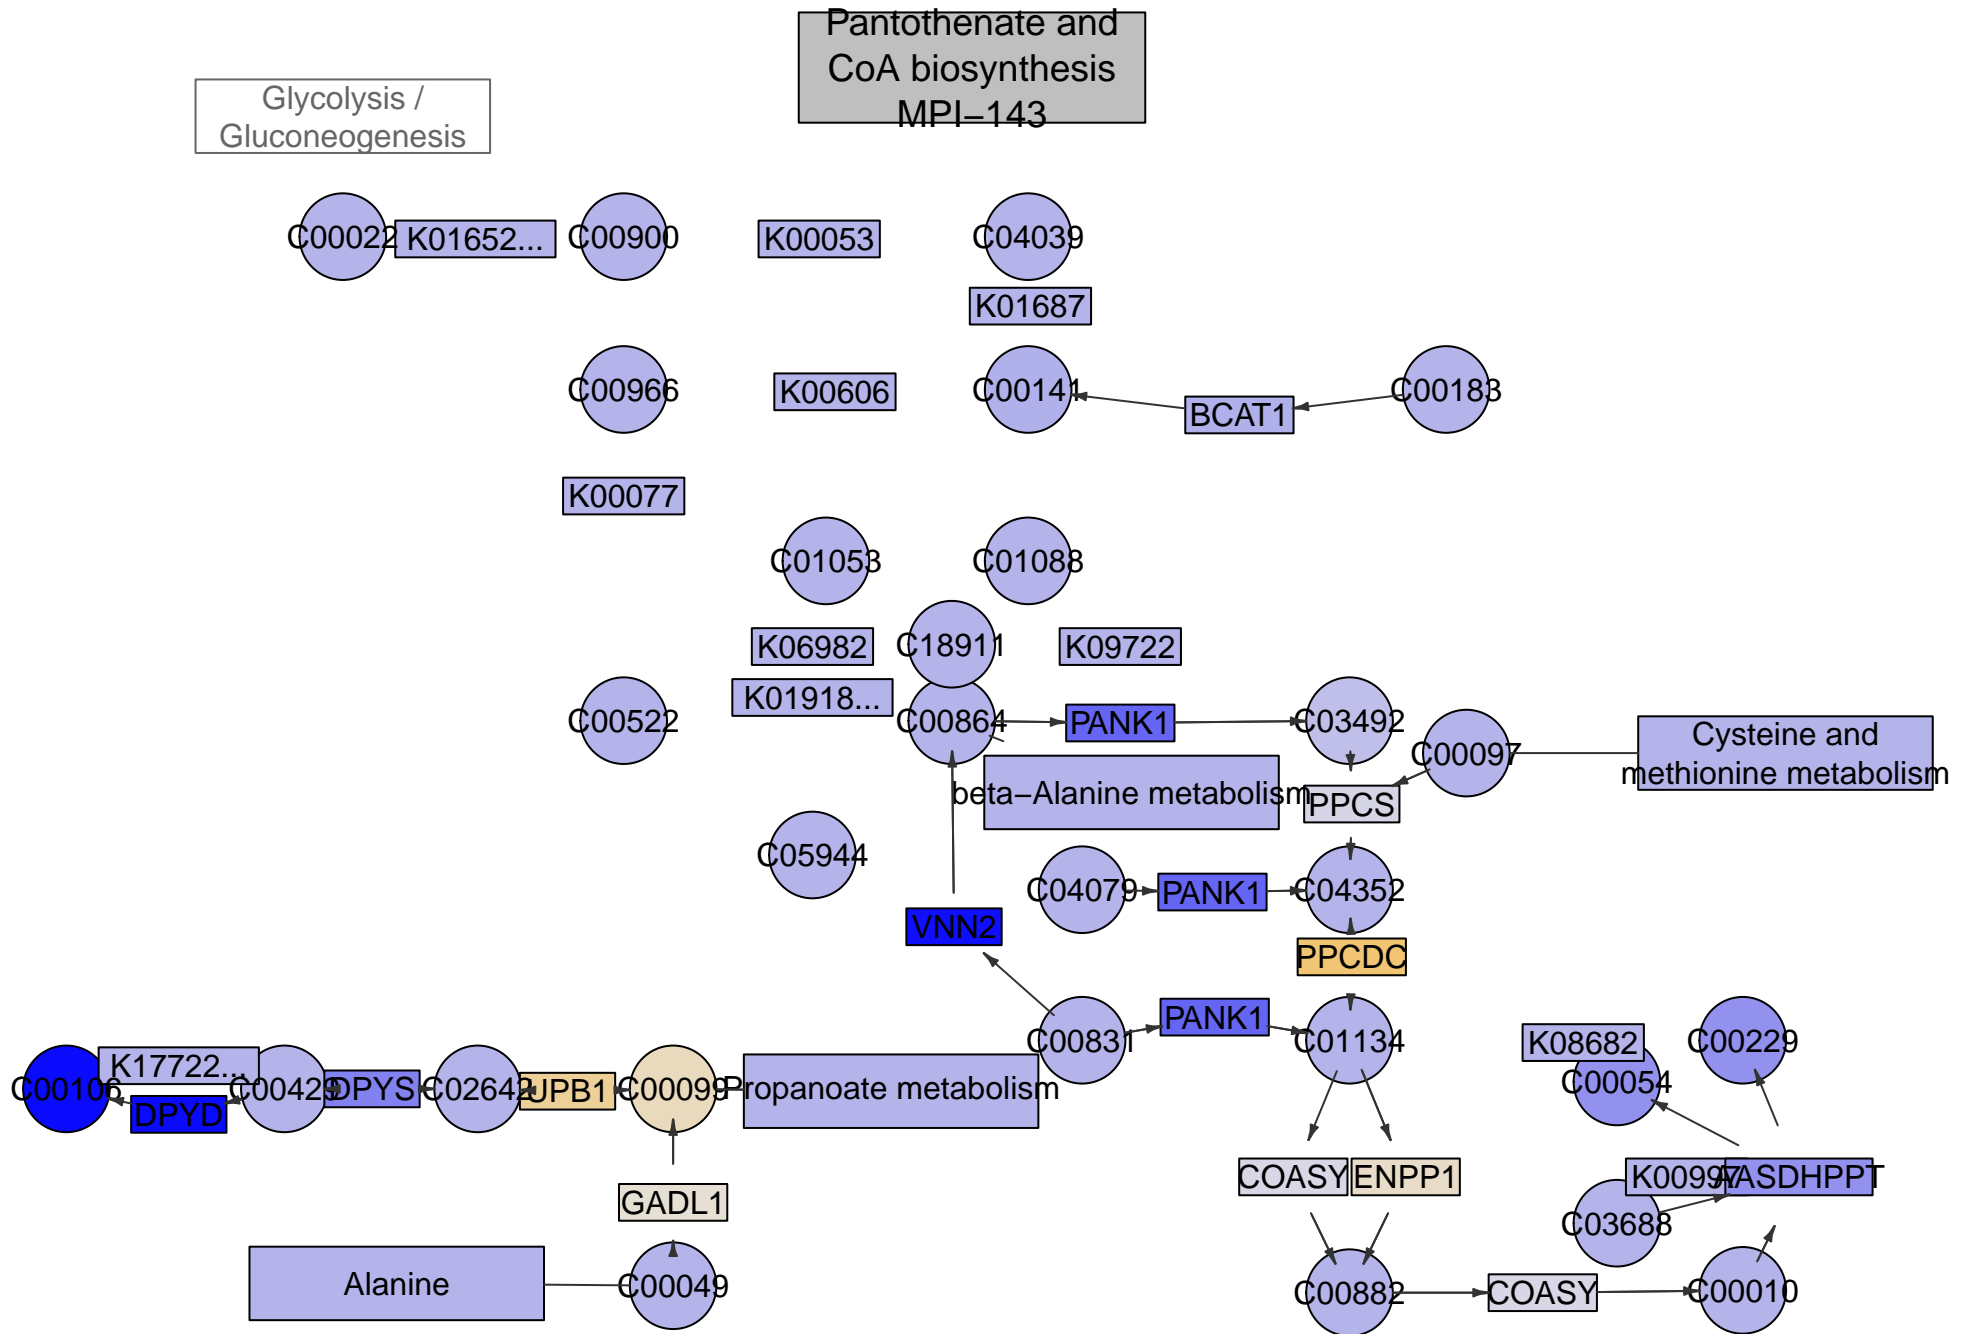 Pantothenate and
CoA biosynthesis
MPI−143
Glycolysis /
Gluconeogenesis
C00022
K01652...
C00900
K00053
C04039
K01687
C00966
K00606
C00141
BCAT1
C00183
K00077
C01053
C01088
K06982
C18911
K09722
K01918...
C00522
C00864
PANK1
C03492
C00097
Cysteine and
methionine metabolism
beta−Alanine metabolism
PPCS
C05944
C04079
PANK1
C04352
VNN2
PPCDC
C00831
PANK1
C01134
K08682
C00229
C00054
C00106
K17722...
DPYD
C00429
DPYS
C02642
UPB1
C00099
Propanoate metabolism
COASY
ENPP1
K00997
AASDHPPT
GADL1
C03688
Alanine
C00049
C00882
COASY
C00010